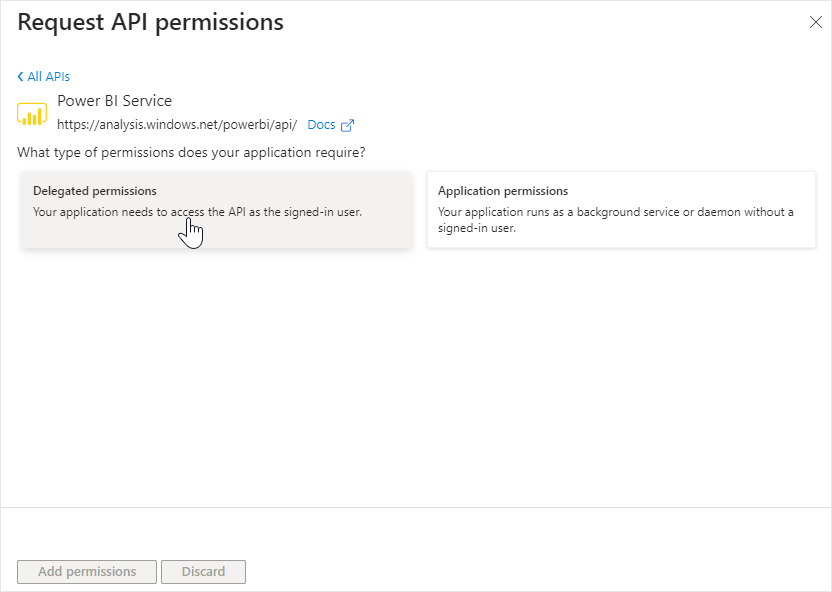 Request API permissions
All APIs
Power BI Service
https://analysis.windows.net/powerbi/api/ Docs
What type of permissions does your application require?
Delegated permissions
Your application needs to access the API as the signed-in user.
Application permissions
Your application runs as a background service or daemon without a
signed-in user.
Add permissions
Discard